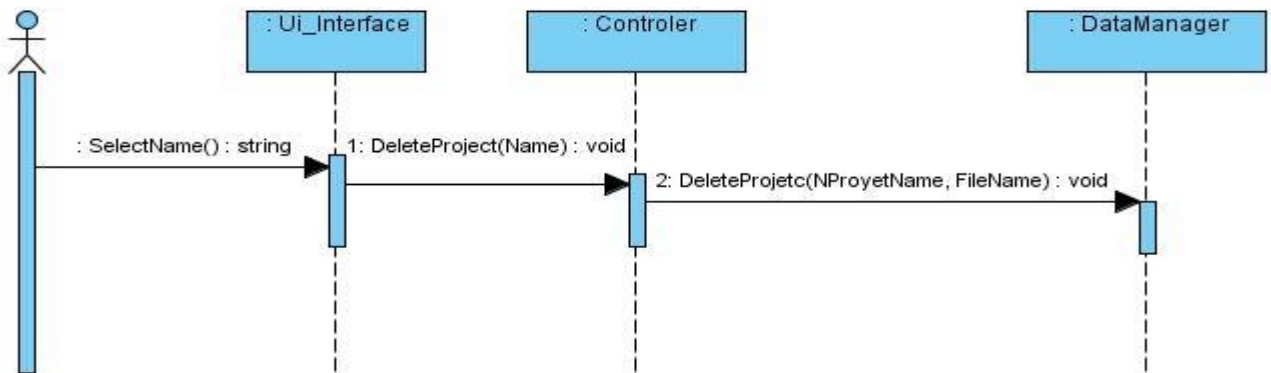 : Ui_Interface
: Controler
: DataManager
: SelectName() : string
1: DeleteProject(Name) : void
2: DeleteProjetc(NProyetName, FileName) : void